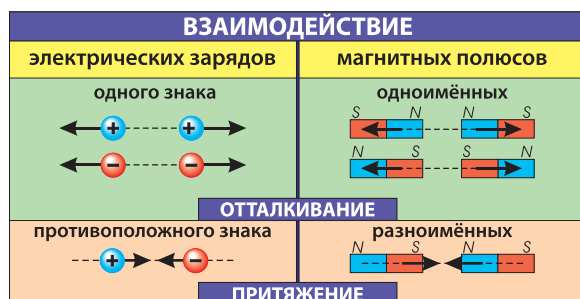 ВЗАИМОДЕЙСТВИЕ
электрических зарядов
магнитных полюсов
одного знака
одноимённых
S N N S
+ +
N S S N
− −
ОТТАЛКИВАНИЕ
противоположного знака
разноимённых
N S N S
+ −
ПРИТЯЖЕНИЕ